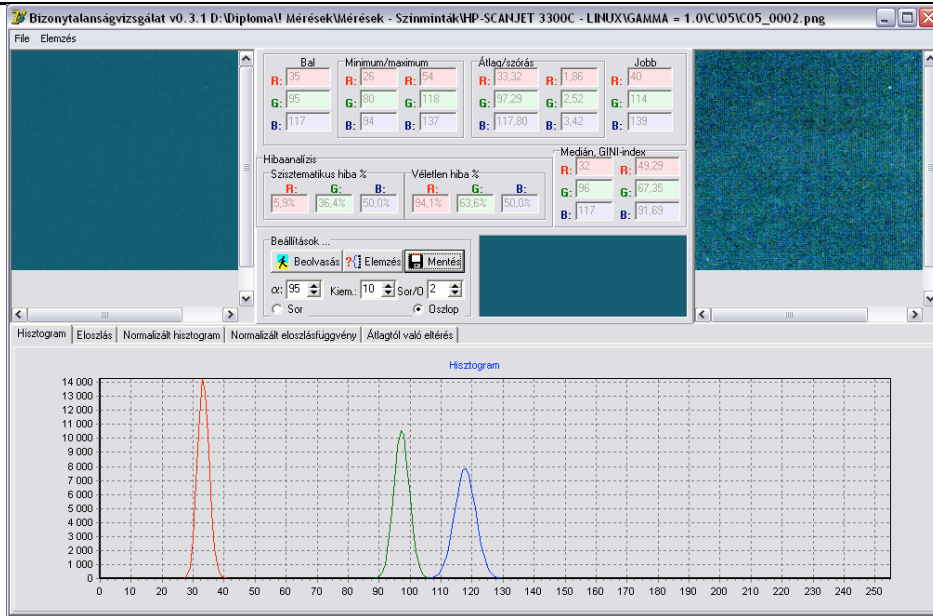 Bizonytalanságvizsgálat v0.3.1 D:\Diploma\! Mérések\Mérések - Színminták\HP-SCANJET 3300C - LINUX\GAMMA = 1.0\C\05\C05_0002.png
File Elemzés
Bal Minimum/maximum Átlag/szórás Jobb
R: 35 R: 26 R: 54 R: 33,32 R: 1,86 R: 40
G: 95 G: 80 G: 118 G: 97,29 G: 2,52 G: 114
B: 117 B: 94 B: 137 B: 117,80 B: 3,42 B: 139
Hibaanalízis
Szisztematikus hiba % Véletlen hiba %
R: G: B: R: G: B:
5,9% 36,4% 50,0% 94,1% 63,6% 50,0%
Medián, GINI-index
R: 32 R: 49,29
G: 96 G: 67,35
B: 117 B: 91,69
Beállítások ...
Beolvasás Elemzés Mentés
α: 95 Kiem.: 10 Sor/O 2
Sor Oszlop
Hisztogram Eloszlás Normalizált hisztogram Normalizált eloszlásfüggvény Átlagtól való eltérés
Hisztogram
14 000
13 000
12 000
11 000
10 000
9 000
8 000
7 000
6 000
5 000
4 000
3 000
2 000
1 000
0
0 10 20 30 40 50 60 70 80 90 100 110 120 130 140 150 160 170 180 190 200 210 220 230 240 250